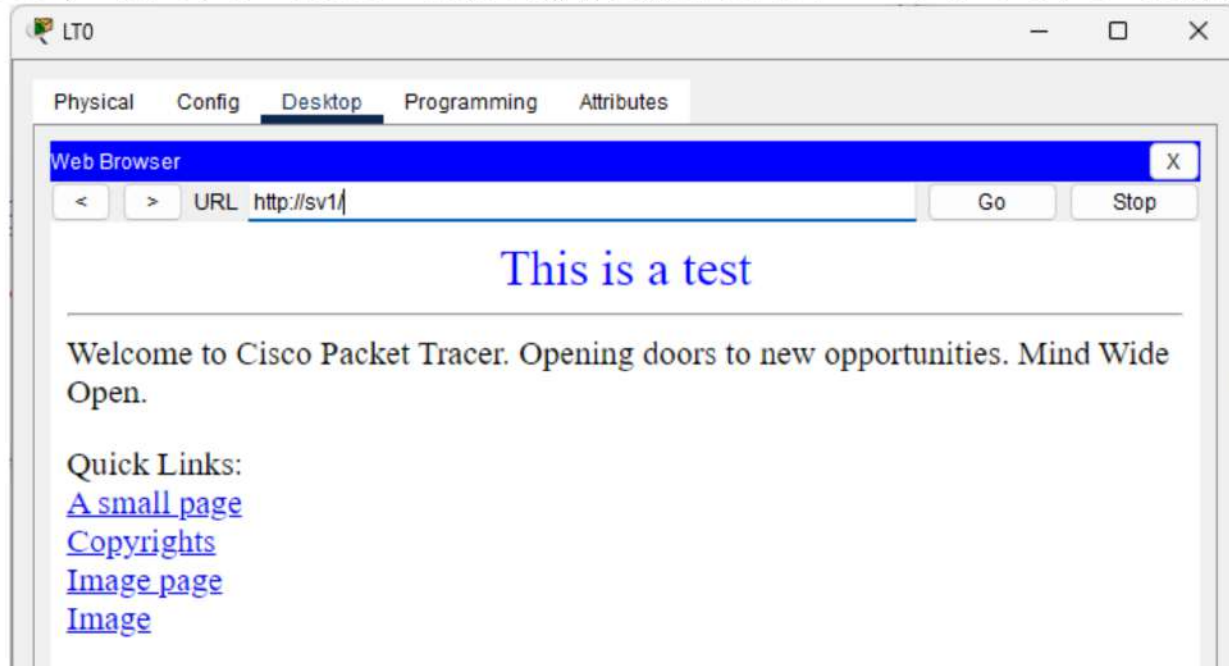 LT0
Physical Config Desktop Programming Attributes
Web Browser X
< > URL http://sv1/ Go Stop
This is a test
Welcome to Cisco Packet Tracer. Opening doors to new opportunities. Mind Wide
Open.
Quick Links:
A small page
Copyrights
Image page
Image